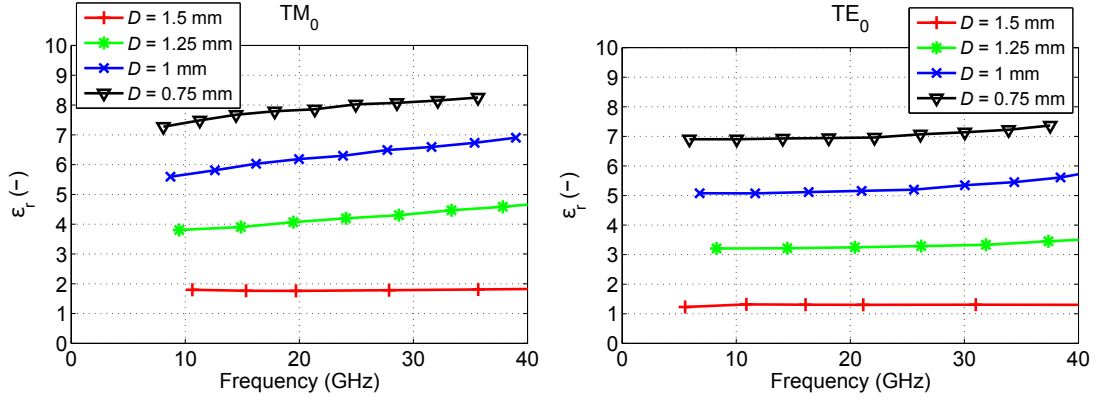 TM0
D = 1.5 mm
D = 1.25 mm
D = 1 mm
D = 0.75 mm
10
9
8
7
6
5
4
3
2
1
0
εr (−)
0 10 20 30 40
Frequency (GHz)
TE0
D = 1.5 mm
D = 1.25 mm
D = 1 mm
D = 0.75 mm
10
9
8
7
6
5
4
3
2
1
0
εr (−)
0 10 20 30 40
Frequency (GHz)